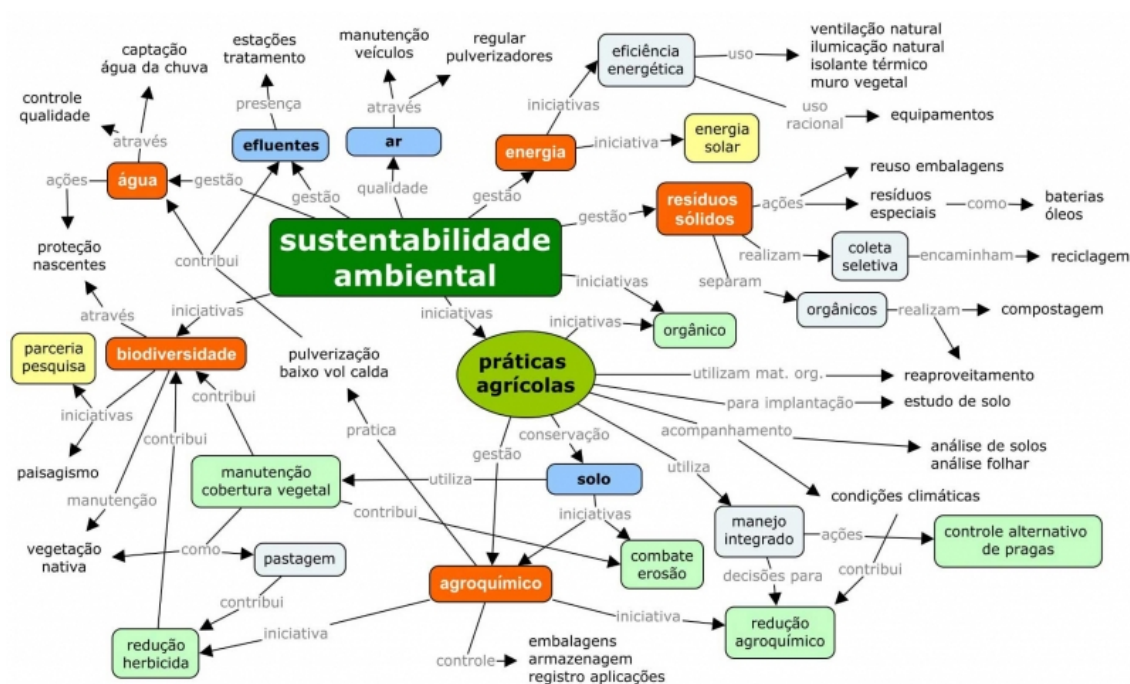 captação
água da chuva
estações
tratamento
manutenção
veículos
regular
pulverizadores
eficiência
energética
uso
ventilação natural
ilumicação natural
isolante térmico
muro vegetal
controle
qualidade
presença
através
iniciativas
uso
racional
equipamentos
através
efluentes
ar
energia
iniciativa
energia
solar
ações
água
gestão
gestão
qualidade
gestão
gestão
resíduos
sólidos
ações
reuso embalagens
resíduos
especiais
como
baterias
óleos
sustentabilidade
ambiental
realizam
coleta
seletiva
encaminham
reciclagem
proteção
nascentes
contribui
separam
iniciativas
orgânicos
realizam
compostagem
através
iniciativas
iniciativas
iniciativas
orgânico
parceria
pesquisa
biodiversidade
pulverização
baixo vol calda
práticas
agrícolas
utilizam mat. org.
reaproveitamento
iniciativas
contribui
para implantação
estudo de solo
contribui
pratica
conservação
acompanhamento
análise de solos
análise folhar
gestão
paisagismo
manutenção
manutenção
cobertura vegetal
utiliza
solo
utiliza
condições climáticas
contribui
iniciativas
manejo
integrado
ações
controle alternativo
de pragas
vegetação
nativa
como
pastagem
agroquímico
combate
erosão
decisões para
contribui
contribui
redução
herbicida
iniciativa
iniciativa
redução
agroquímico
controle
embalagens
armazenagem
registro aplicações